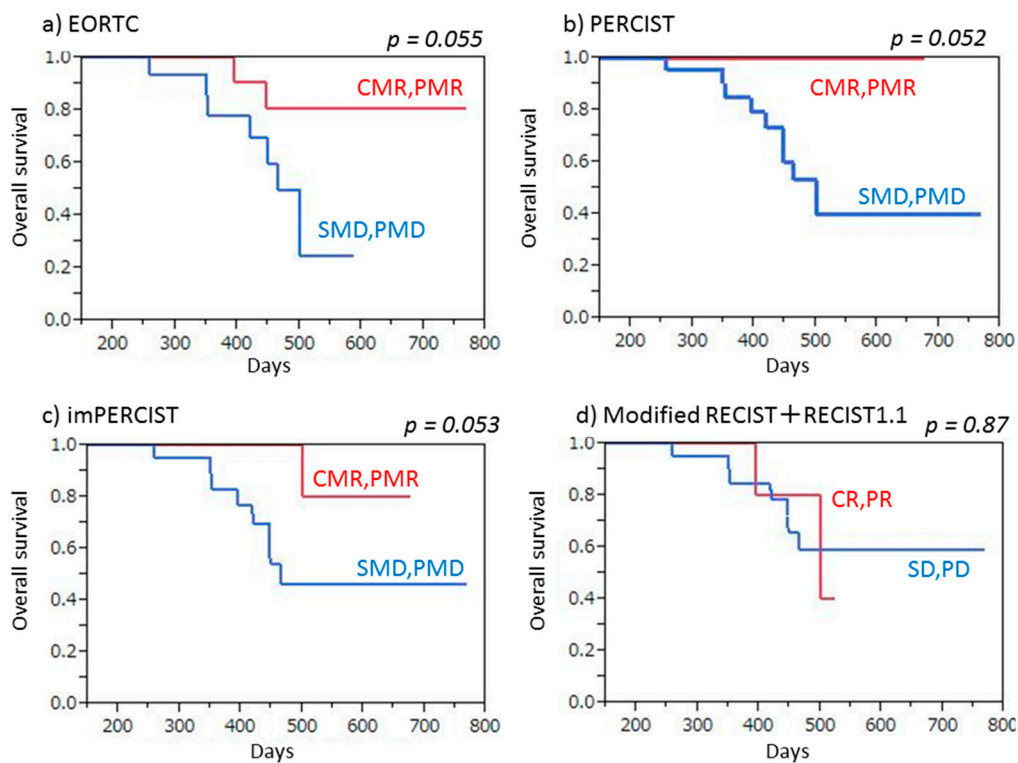 a) EORTC
p = 0.055
1.0
0.8
0.6
0.4
0.2
0.0
Overall survival
CMR,PMR
SMD,PMD
200 300 400 500 600 700 800
Days
b) PERCIST
p = 0.052
1.0
0.8
0.6
0.4
0.2
0.0
Overall survival
CMR,PMR
SMD,PMD
200 300 400 500 600 700 800
Days
c) imPERCIST
p = 0.053
1.0
0.8
0.6
0.4
0.2
0.0
Overall survival
CMR,PMR
SMD,PMD
200 300 400 500 600 700 800
Days
d) Modified RECIST+RECIST1.1
p = 0.87
1.0
0.8
0.6
0.4
0.2
0.0
Overall survival
CR,PR
SD,PD
200 300 400 500 600 700 800
Days